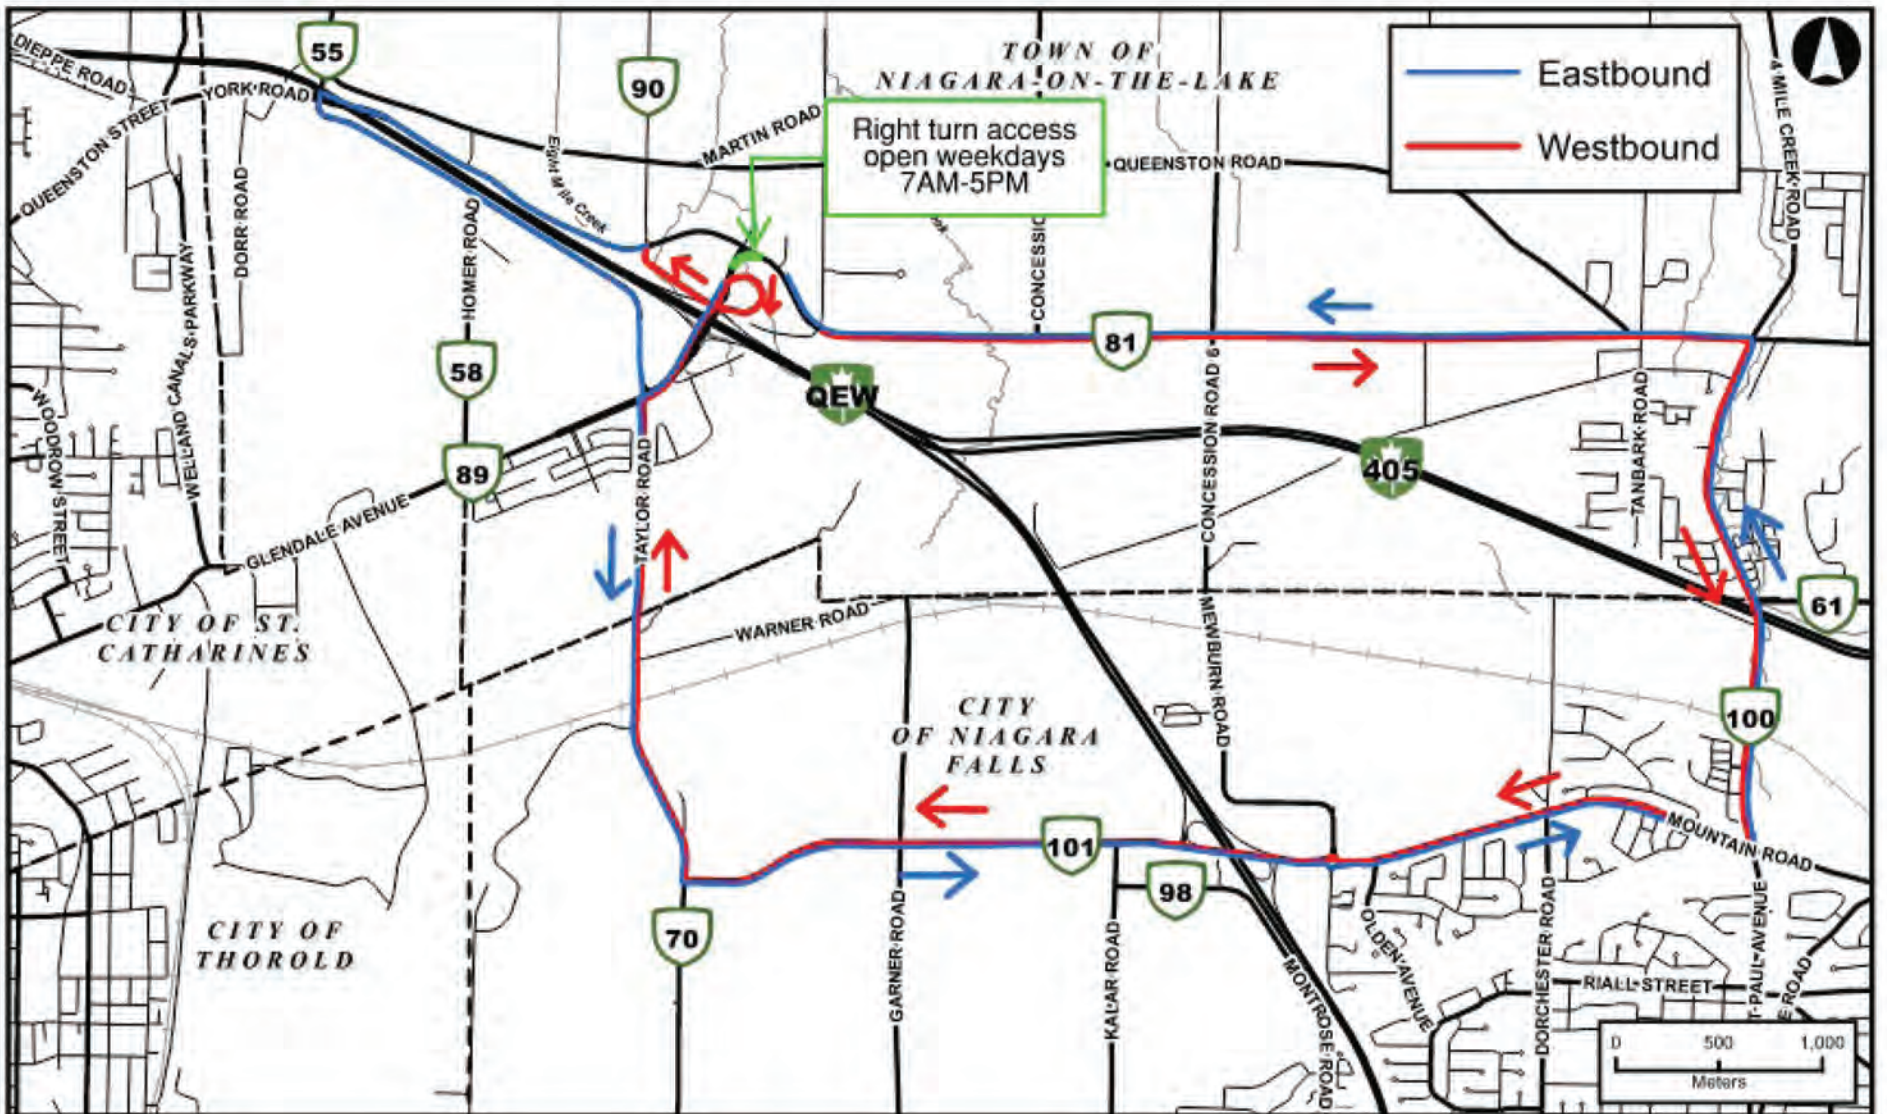 DIEPPE ROAD
55
90
TOWN OF
NIAGARA-ON-THE-LAKE
Eastbound
Westbound
4 MILE CREEK ROAD
YORK ROAD
QUEENSTON STREET
MARTIN ROAD
Right turn access
open weekdays
7AM-5PM
QUEENSTON ROAD
Eight Mile Creek
DORR ROAD
HOMER ROAD
WELLAND CANALS PARKWAY
CONCESSIO
81
58
QEW
CONCESSION ROAD 6
405
TANBARK ROAD
WOODROW STREET
89
GLENDALE AVENUE
TAYLOR ROAD
61
CITY OF ST.
CATHARINES
WARNER ROAD
NEWBURN ROAD
CITY
OF NIAGARA
FALLS
100
101
MOUNTAIN ROAD
98
70
CITY OF
THOROLD
GARNER ROAD
KALAR ROAD
MONTROSE ROAD
OLDEN AVENUE
DORCHESTER ROAD
RIALL STREET
T PAUL AVENUE
E ROAD
0 500 1,000
Meters